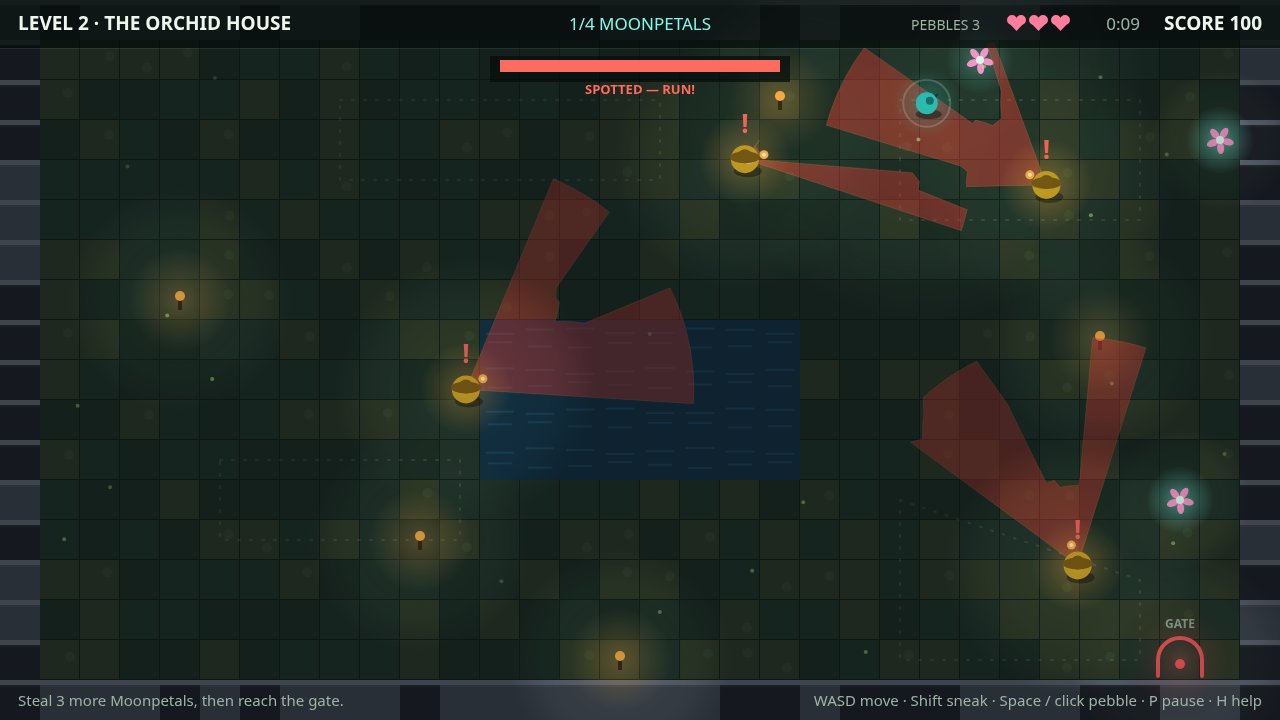 LEVEL 2 · THE ORCHID HOUSE
1/4 MOONPETALS
PEBBLES 3
0:09
SCORE 100
SPOTTED — RUN!
!
!
!
!
GATE
Steal 3 more Moonpetals, then reach the gate.
WASD move · Shift sneak · Space / click pebble · P pause · H help